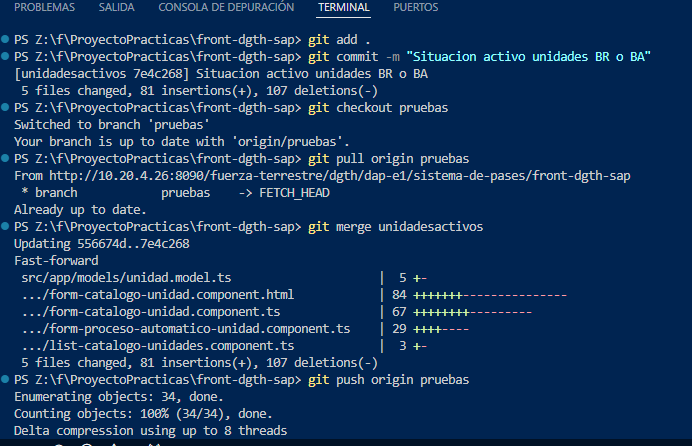 PROBLEMAS SALIDA CONSOLA DE DEPURACIÓN TERMINAL PUERTOS
PS Z:\f\ProyectoPracticas\front-dgth-sap> git add .
PS Z:\f\ProyectoPracticas\front-dgth-sap> git commit -m "Situacion activo unidades BR o BA"
[unidadesactivos 7e4c268] Situacion activo unidades BR o BA
5 files changed, 81 insertions(+), 107 deletions(-)
PS Z:\f\ProyectoPracticas\front-dgth-sap> git checkout pruebas
Switched to branch 'pruebas'
Your branch is up to date with 'origin/pruebas'.
PS Z:\f\ProyectoPracticas\front-dgth-sap> git pull origin pruebas
From http://10.20.4.26:8090/fuerza-terrestre/dgth/dap-e1/sistema-de-pases/front-dgth-sap
* branch pruebas -> FETCH_HEAD
Already up to date.
PS Z:\f\ProyectoPracticas\front-dgth-sap> git merge unidadesactivos
Updating 556674d..7e4c268
Fast-forward
src/app/models/unidad.model.ts | 5 +-
.../form-catalogo-unidad.component.html | 84 +++++++---------------
.../form-catalogo-unidad.component.ts | 67 ++++++++----------
.../form-proceso-automatico-unidad.component.ts | 29 ++++----
.../list-catalogo-unidades.component.ts | 3 +-
5 files changed, 81 insertions(+), 107 deletions(-)
PS Z:\f\ProyectoPracticas\front-dgth-sap> git push origin pruebas
Enumerating objects: 34, done.
Counting objects: 100% (34/34), done.
Delta compression using up to 8 threads